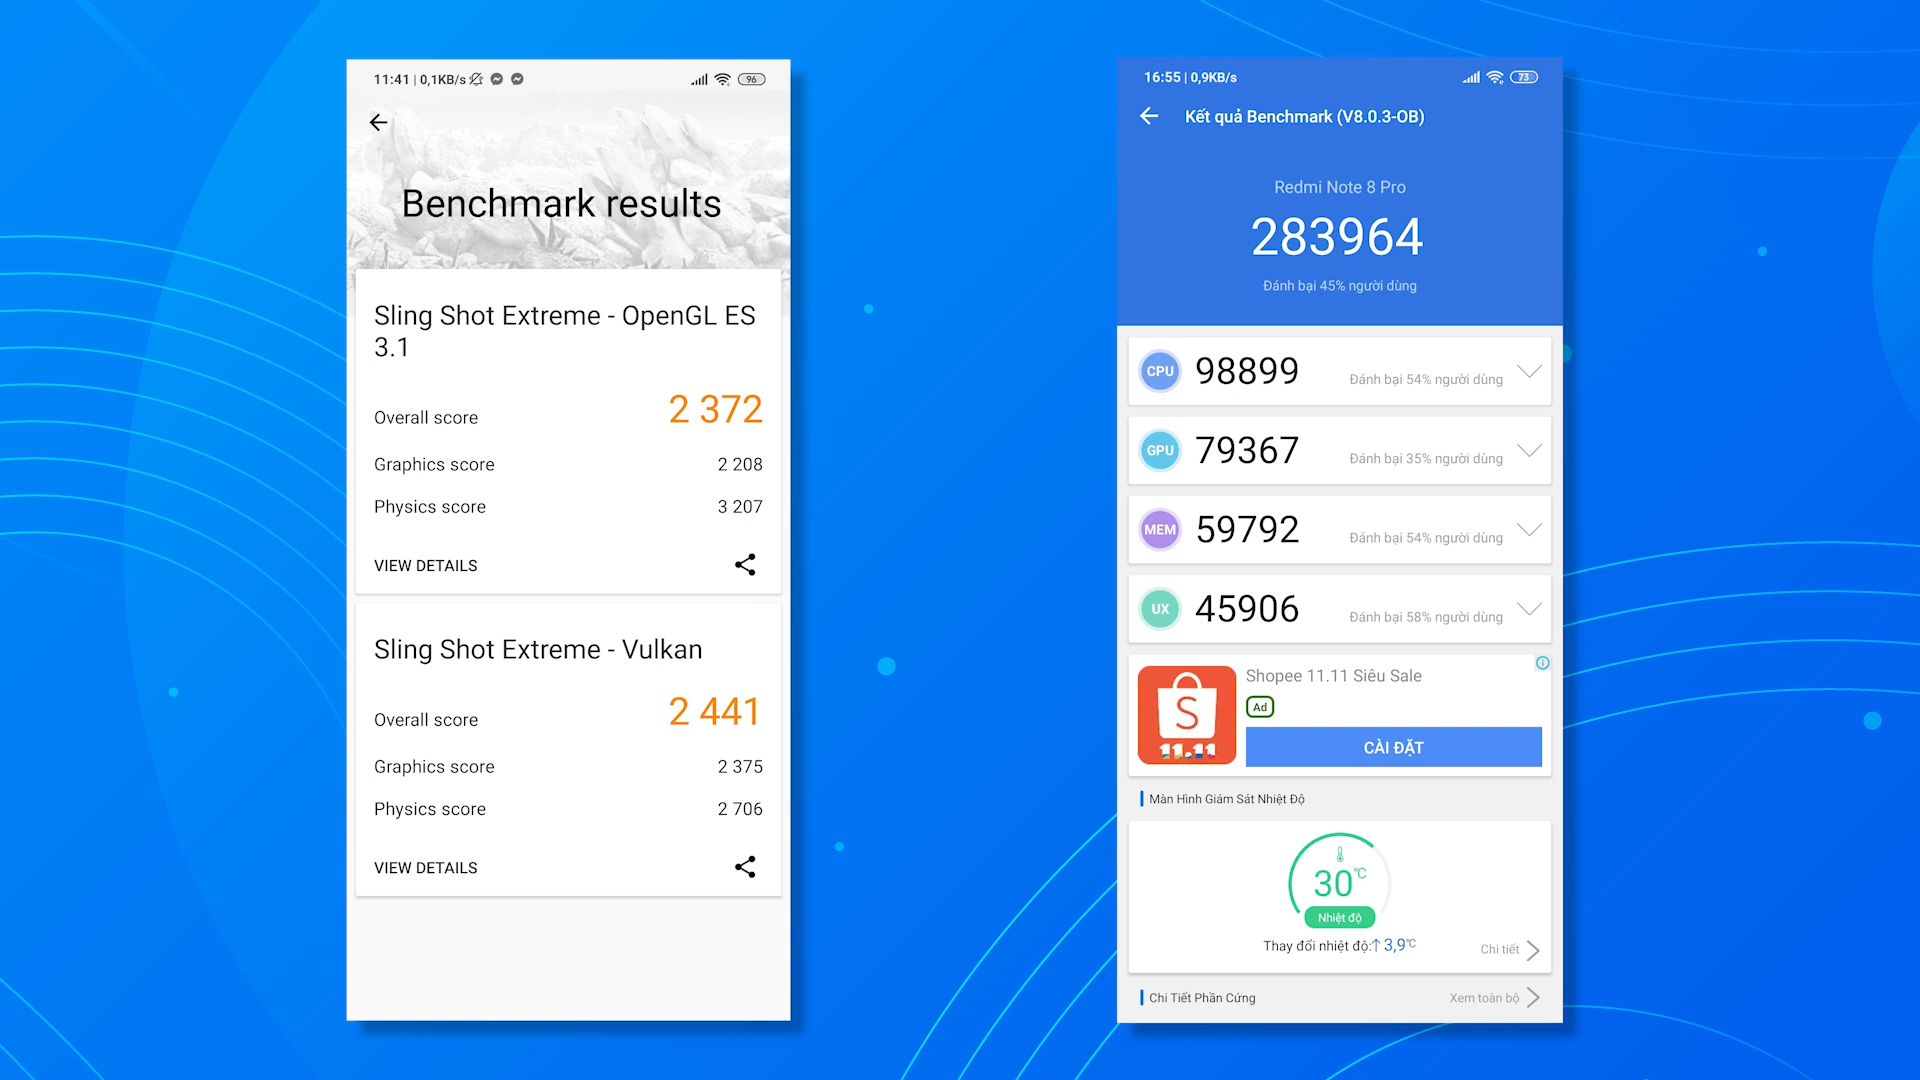 11:41 | 0,1KB/s
96
Benchmark results
Sling Shot Extreme - OpenGL ES
3.1
Overall score 2 372
Graphics score 2 208
Physics score 3 207
VIEW DETAILS
Sling Shot Extreme - Vulkan
Overall score 2 441
Graphics score 2 375
Physics score 2 706
VIEW DETAILS
16:55 | 0,9KB/s
73
Kết quả Benchmark (V8.0.3-OB)
Redmi Note 8 Pro
283964
Đánh bại 45% người dùng
CPU 98899 Đánh bại 54% người dùng
GPU 79367 Đánh bại 35% người dùng
MEM 59792 Đánh bại 54% người dùng
UX 45906 Đánh bại 58% người dùng
Shopee 11.11 Siêu Sale
Ad
S
11.11
CÀI ĐẶT
Màn Hình Giám Sát Nhiệt Độ
30°C
Nhiệt độ
Thay đổi nhiệt độ:↑3,9°C
Chi tiết
Chi Tiết Phần Cứng Xem toàn bộ